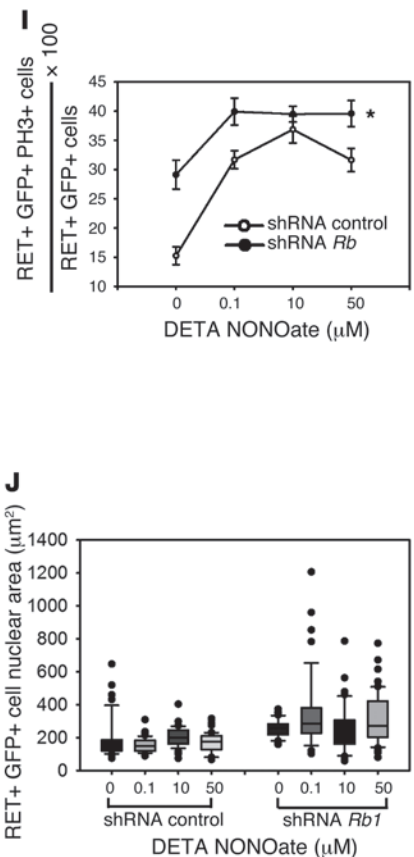 I
RET+ GFP+ PH3+ cells × 100
RET+ GFP+ cells
45
40
35
30
25
20
15
10
shRNA control
shRNA Rb
*
0 0.1 10 50
DETA NONOate (μM)
J
RET+ GFP+ cell nuclear area (μm²)
1400
1200
1000
800
600
400
200
0
0 0.1 10 50 0 0.1 10 50
shRNA control shRNA Rb1
DETA NONOate (μM)